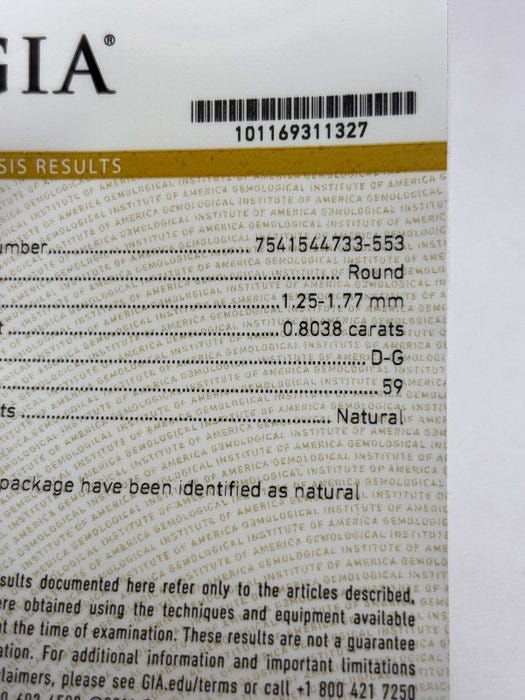 GIA®
101169311327
SIS RESULTS
umber 7541544733-553
Round
1.25-1.77 mm
t 0.8038 carats
D-G
59
ts Natural
package have been identified as natural
sults documented here refer only to the articles described,
re obtained using the techniques and equipment available
t the time of examination. These results are not a guarantee
ation. For additional information and important limitations
laimers, please see GIA.edu/terms or call +1 800 421 7250